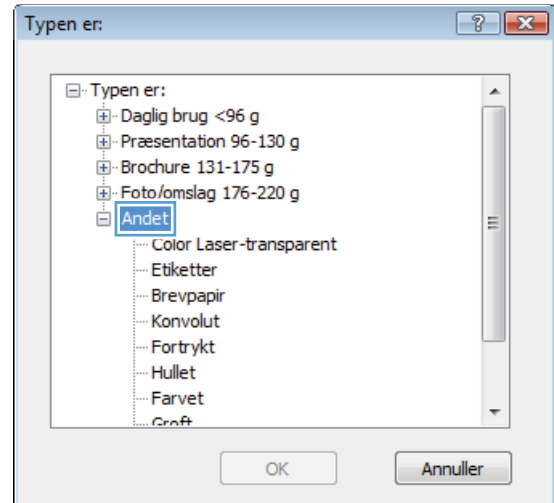 Typen er:
Typen er:
Daglig brug <96 g
Præsentation 96-130 g
Brochure 131-175 g
Foto/omslag 176-220 g
Andet
Color Laser-transparent
Etiketter
Brevpapir
Konvolut
Fortrykt
Hullet
Farvet
Groft
OK
Annuller